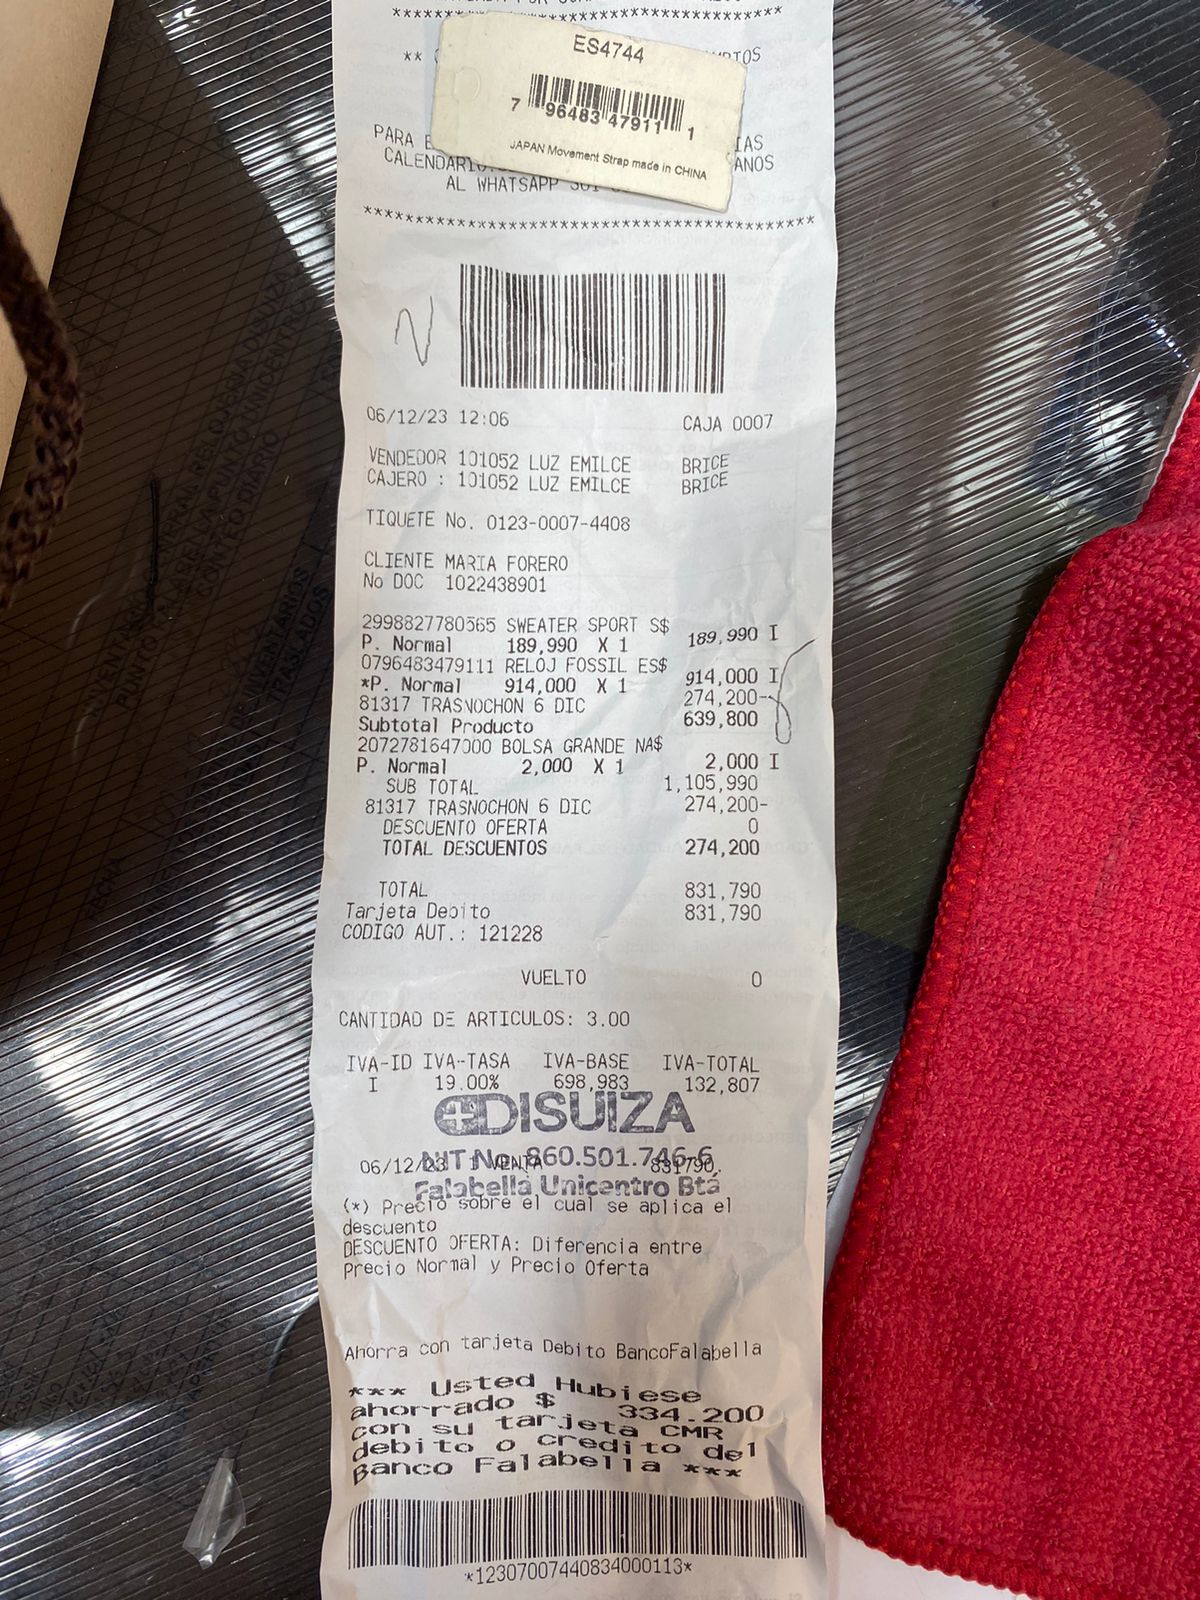 ES4744
7 96483 47911 1
JAPAN Movement Strap made in CHINA
PARA
CALENDARIO
AL WHATSAPP
06/12/23 12:06 CAJA 0007
VENDEDOR 101052 LUZ EMILCE BRICE
CAJERO : 101052 LUZ EMILCE BRICE
TIQUETE No. 0123-0007-4408
CLIENTE MARIA FORERO
No DOC 1022438901
2998827780565 SWEATER SPORT S$
P. Normal 189,990 X 1 189,990 I
0796483479111 RELOJ FOSSIL ES$
*P. Normal 914,000 X 1 914,000 I
81317 TRASNOCHON 6 DIC 274,200-
Subtotal Producto 639,800
2072781647000 BOLSA GRANDE NA$
P. Normal 2,000 X 1 2,000 I
SUB TOTAL 1,105,990
81317 TRASNOCHON 6 DIC 274,200-
DESCUENTO OFERTA 0
TOTAL DESCUENTOS 274,200
TOTAL 831,790
Tarjeta Debito 831,790
CODIGO AUT.: 121228
VUELTO 0
CANTIDAD DE ARTICULOS: 3.00
IVA-ID IVA-TASA IVA-BASE IVA-TOTAL
I 19.00% 698,983 132,807
DISUIZA
NIT No. 860.501.746-6
06/12/23 1 VENTA 831790
Falabella Unicentro Btá
(*) Precio sobre el cual se aplica el
descuento
DESCUENTO OFERTA: Diferencia entre
Precio Normal y Precio Oferta
Ahorra con tarjeta Debito BancoFalabella
*** Usted Hubiese
ahorrado $ 334.200
con su tarjeta CMR
debito o credito del
Banco Falabella ***
*12307007440834000113*